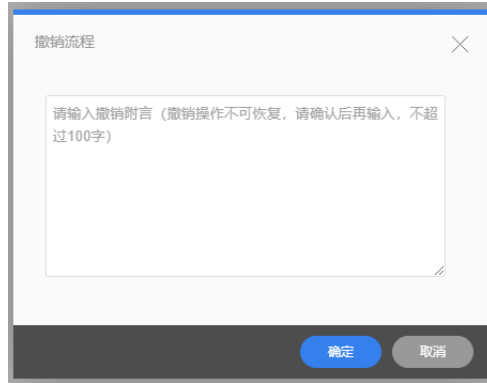 撤销流程
请输入撤销附言（撤销操作不可恢复，请确认后再输入，不超
过100字）
确定
取消